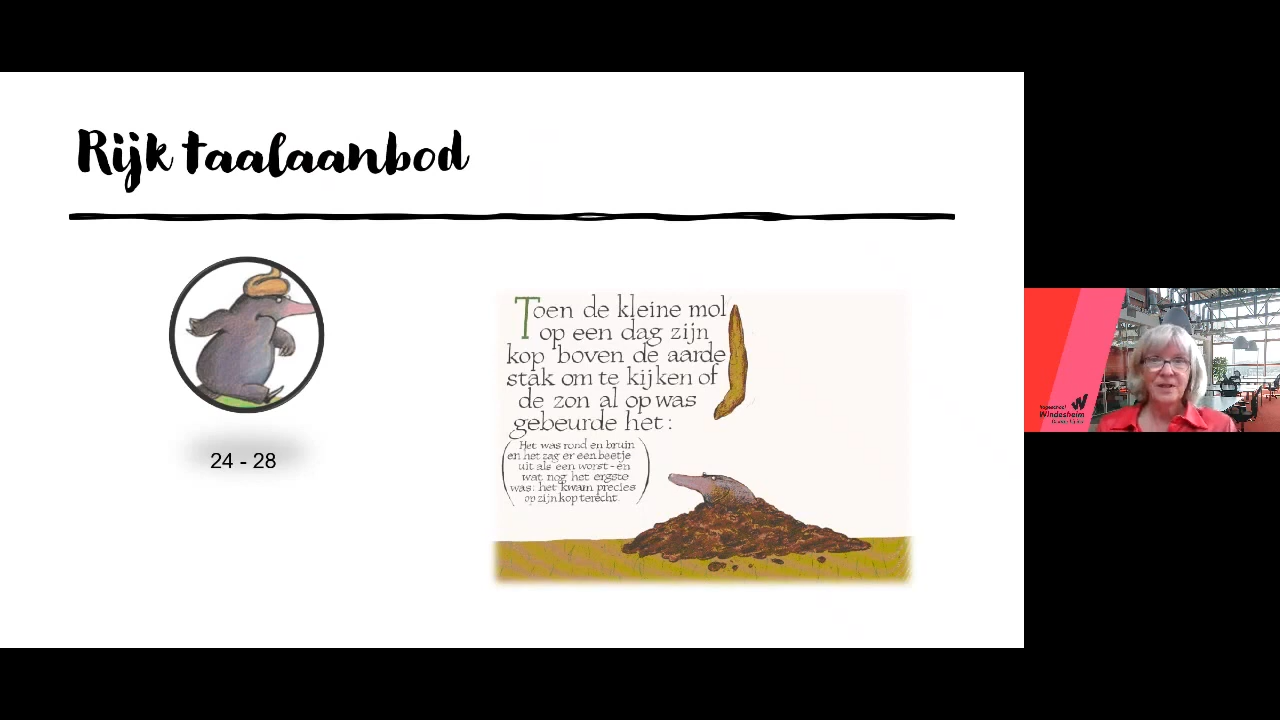 Rijk taalaanbod
24 - 28
Toen de kleine mol
op een dag zijn
kop boven de aarde
stak om te kijken of
de zon al op was
gebeurde het:
(Het was rond en bruin
en het zag er een beetje
uit als een worst - en
wat nog het ergste
was: het kwam precies
op zijn kop terecht.)
Hogeschool
Windesheim